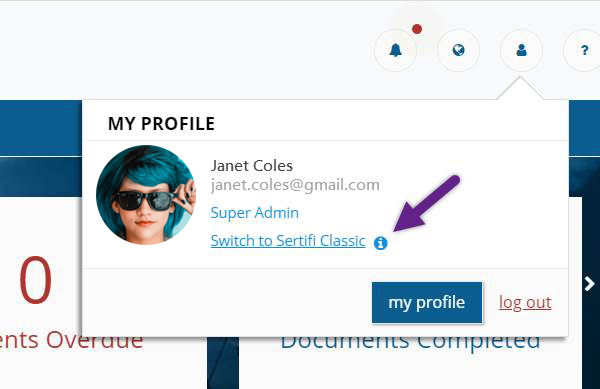 ?
MY PROFILE
Janet Coles
janet.coles@gmail.com
Super Admin
Switch to Sertifi Classic
my profile
log out
0
ents Overdue
Documents Completed